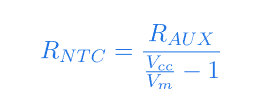 R_{NTC} = \frac{R_{AUX}}{\frac{V_{cc}}{V_m} - 1}